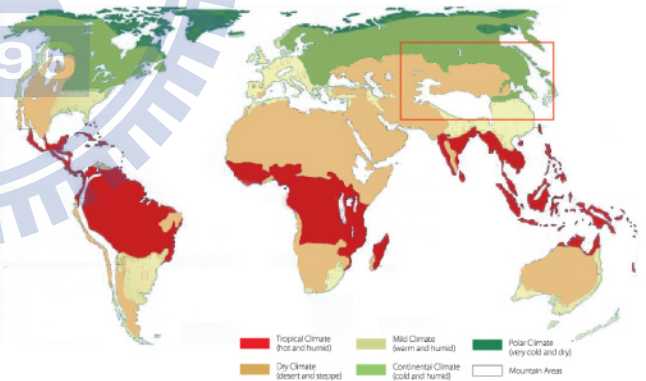 90
Tropical Climate
(hot and humid)
Mild Climate
(warm and humid)
Polar Climate
(very cold and dry)
Dry Climate
(desert and steppe)
Continental Climate
(cold and humid)
Mountain Areas